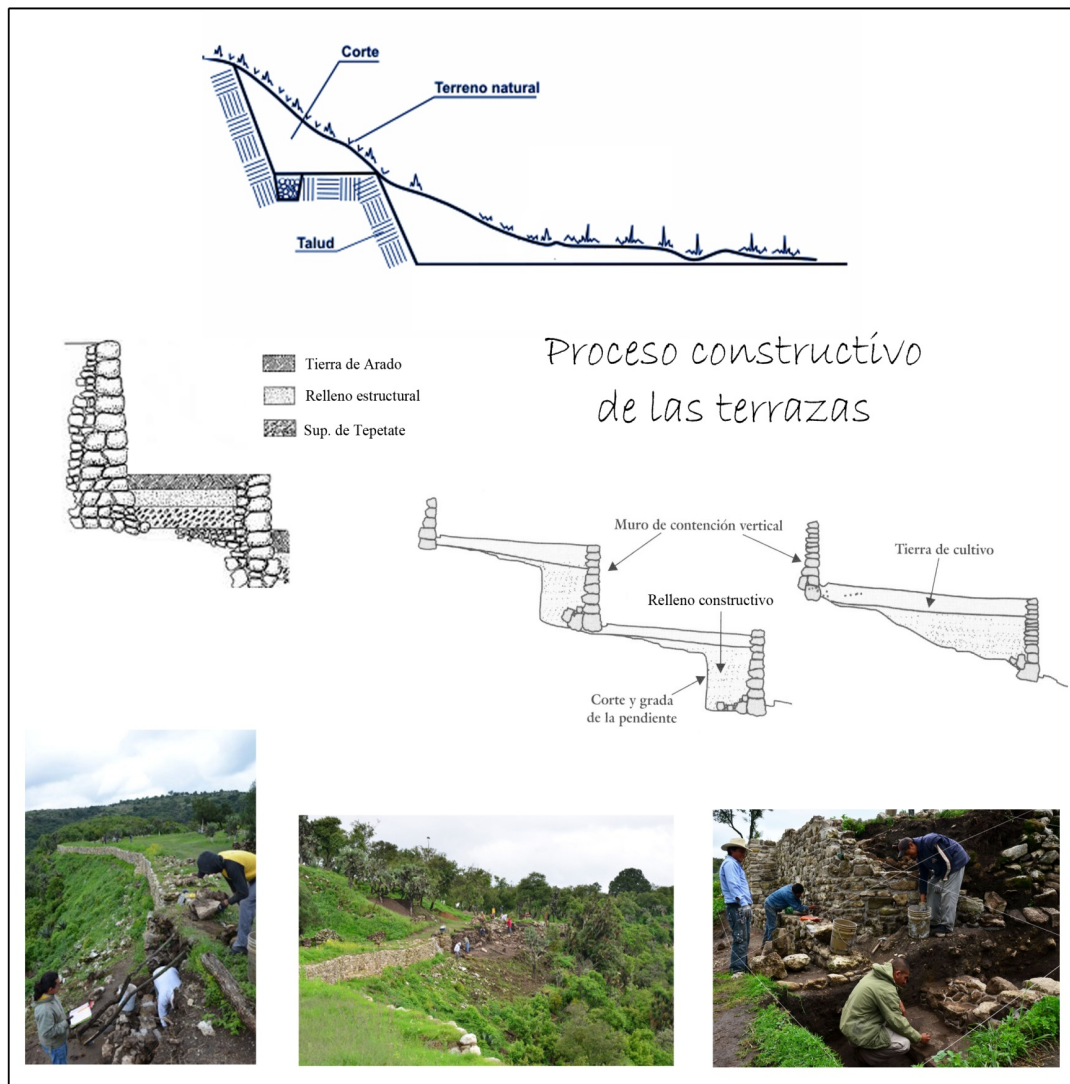 Corte
Terreno natural
Talud
Proceso constructivo
de las terrazas
Tierra de Arado
Relleno estructural
Sup. de Tepetate
Muro de contención vertical
Tierra de cultivo
Relleno constructivo
Corte y grada
de la pendiente